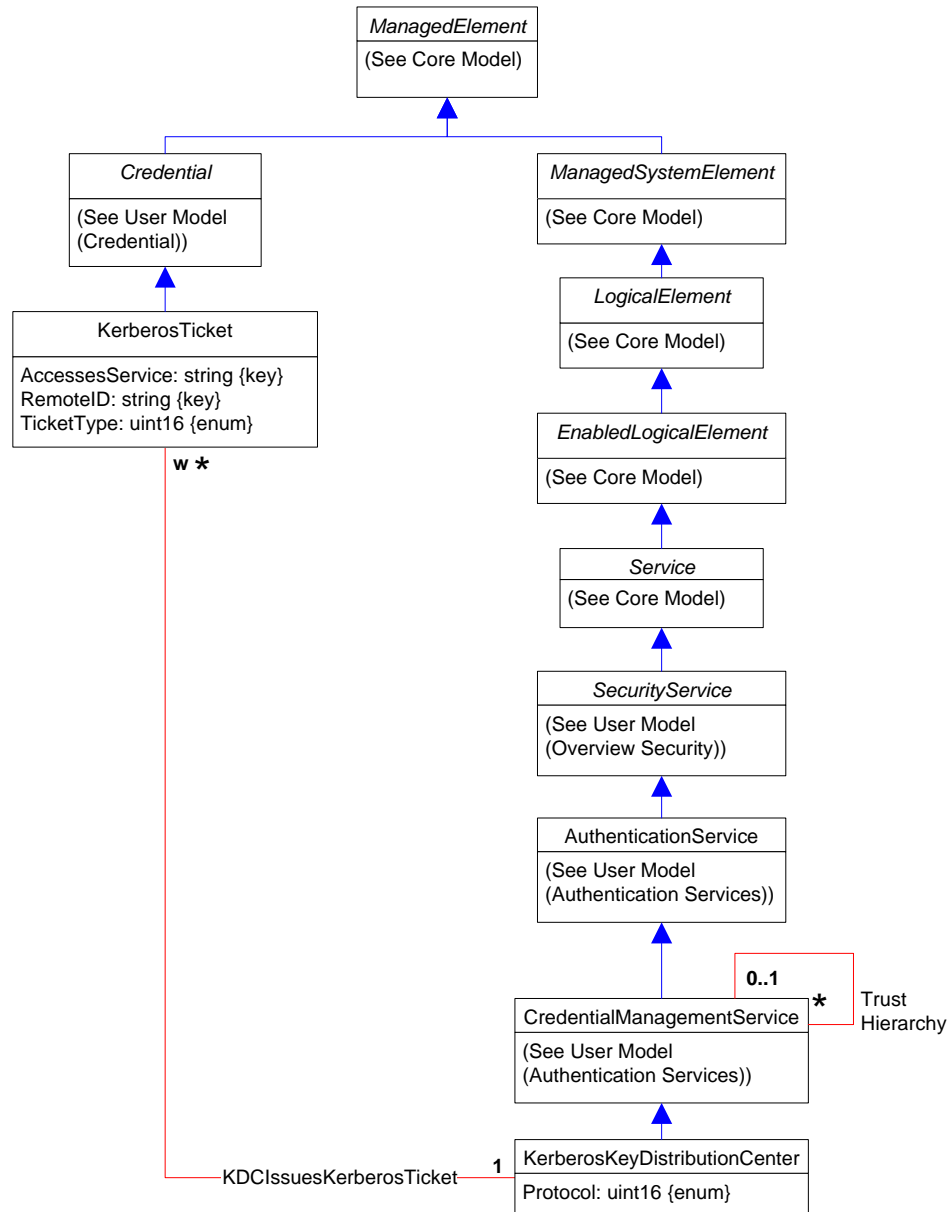 ManagedElement
(See Core Model)
Credential
(See User Model
(Credential))
ManagedSystemElement
(See Core Model)
LogicalElement
(See Core Model)
KerberosTicket
AccessesService: string {key}
RemoteID: string {key}
TicketType: uint16 {enum}
w *
EnabledLogicalElement
(See Core Model)
Service
(See Core Model)
SecurityService
(See User Model
(Overview Security))
AuthenticationService
(See User Model
(Authentication Services))
0..1
*
Trust
Hierarchy
CredentialManagementService
(See User Model
(Authentication Services))
KDCIssuesKerberosTicket
1
KerberosKeyDistributionCenter
Protocol: uint16 {enum}